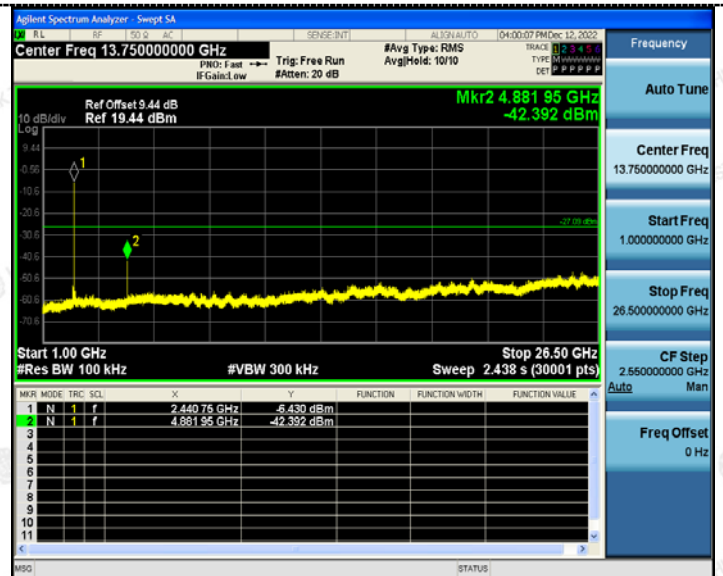 Agilent Spectrum Analyzer - Swept SA
RL RF 50 Ω AC SENSE:INT ALIGNAUTO 04:00:07 PM Dec 12, 2022
Center Freq 13.750000000 GHz
PNO: Fast
IFGain:Low
Trig: Free Run
#Atten: 20 dB
#Avg Type: RMS
Avg|Hold: 10/10
TRACE 1 2 3 4 5 6
TYPE M
DET P P P P P P
Mkr2 4.881 95 GHz
-42.392 dBm
Ref Offset 9.44 dB
10 dB/div Ref 19.44 dBm
Log
9.44
-0.56
-10.6
-20.6
-30.6
-40.6
-50.6
-60.6
-70.6
-27.09 dBm
1
2
Start 1.00 GHz Stop 26.50 GHz
#Res BW 100 kHz #VBW 300 kHz Sweep 2.438 s (30001 pts)
MKR MODE TRC SCL X Y FUNCTION FUNCTION WIDTH FUNCTION VALUE
1 N 1 f 2.440 75 GHz -6.430 dBm
2 N 1 f 4.881 95 GHz -42.392 dBm
3
4
5
6
7
8
9
10
11
MSG STATUS
Frequency
Auto Tune
Center Freq
13.750000000 GHz
Start Freq
1.000000000 GHz
Stop Freq
26.500000000 GHz
CF Step
2.550000000 GHz
Auto Man
Freq Offset
0 Hz